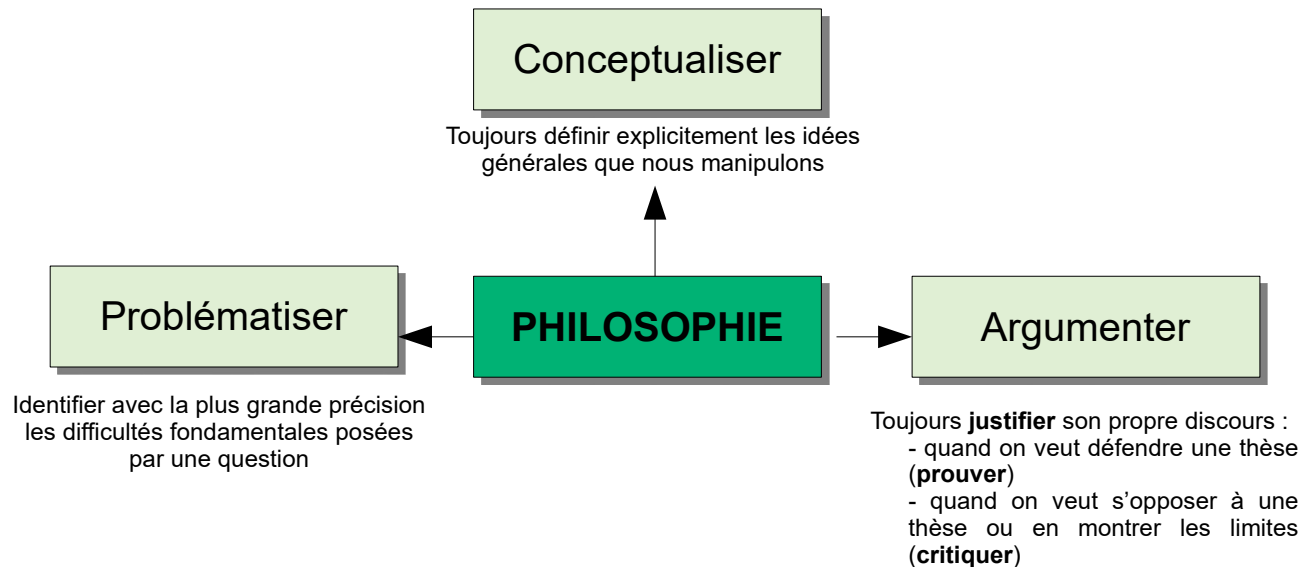 Conceptualiser
Toujours définir explicitement les idées
générales que nous manipulons
Problématiser
PHILOSOPHIE
Argumenter
Identifier avec la plus grande précision
les difficultés fondamentales posées
par une question
Toujours justifier son propre discours :
- quand on veut défendre une thèse
(prouver)
- quand on veut s’opposer à une
thèse ou en montrer les limites
(critiquer)